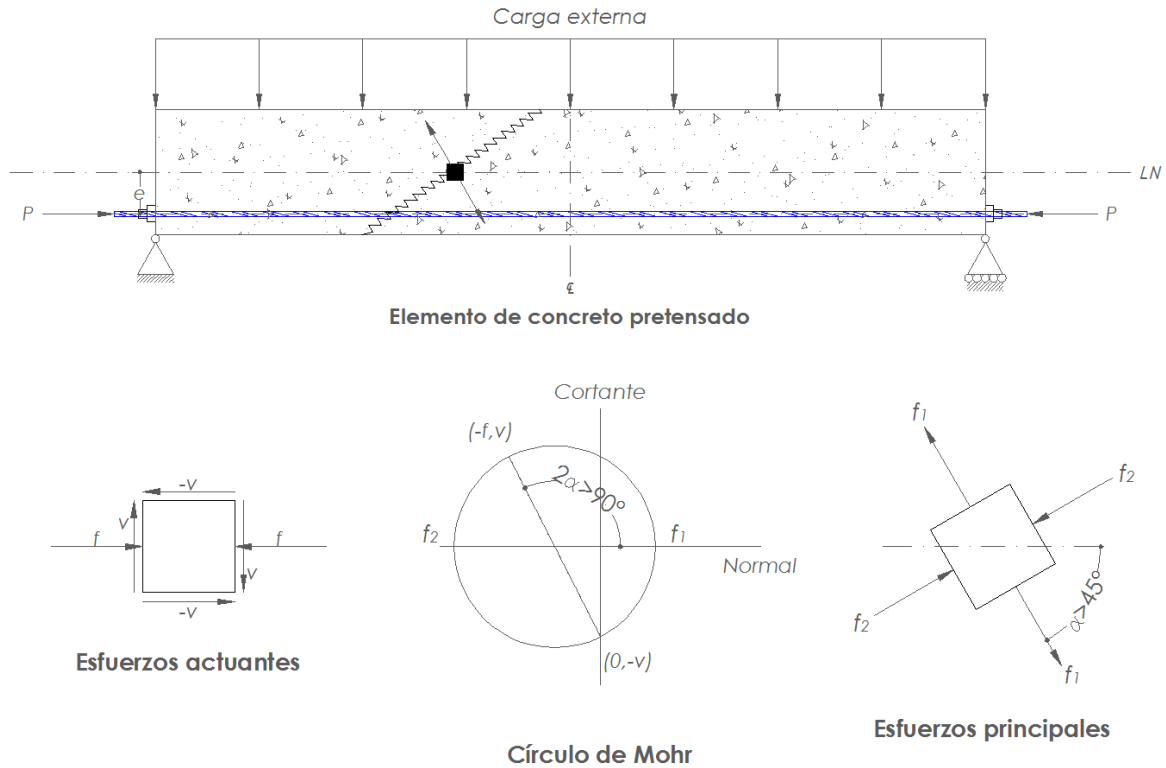 Carga externa
LN
e
P
P
℄
Elemento de concreto pretensado
-v
v
f
f
v
-v
Esfuerzos actuantes
Cortante
(-f,v)
2α>90°
f2
f1
Normal
(0,-v)
Círculo de Mohr
f1
f2
f2
α>45°
f1
Esfuerzos principales